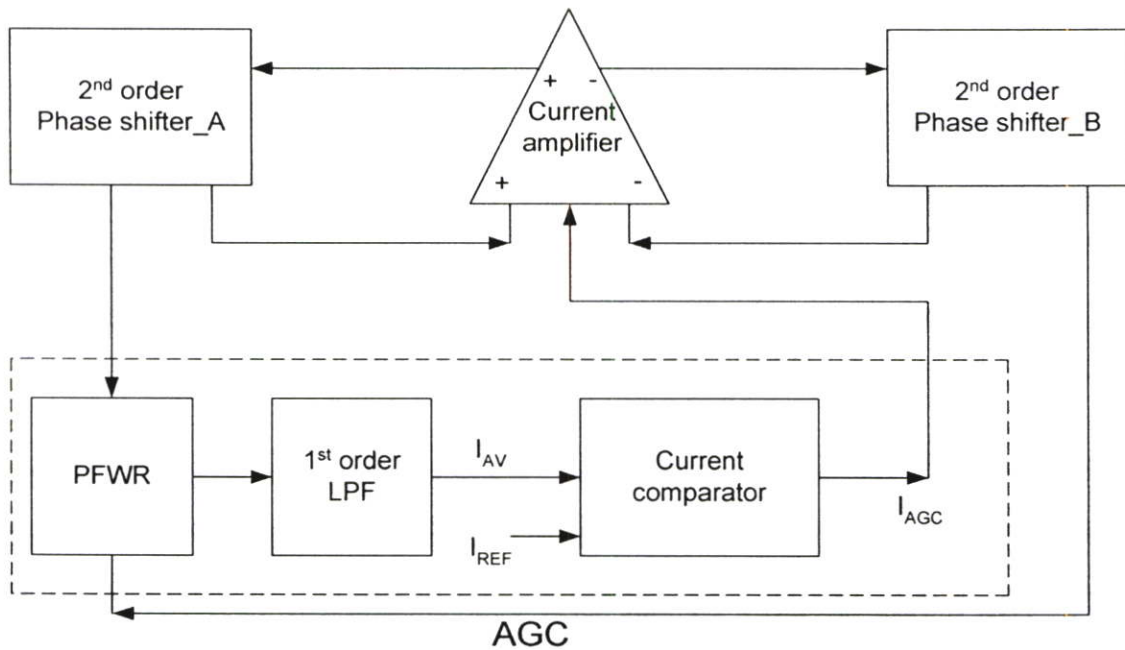 2nd order
Phase shifter_A
+ -
Current
amplifier
+ -
2nd order
Phase shifter_B
PFWR
1st order
LPF
IAV
IREF
Current
comparator
IAGC
AGC